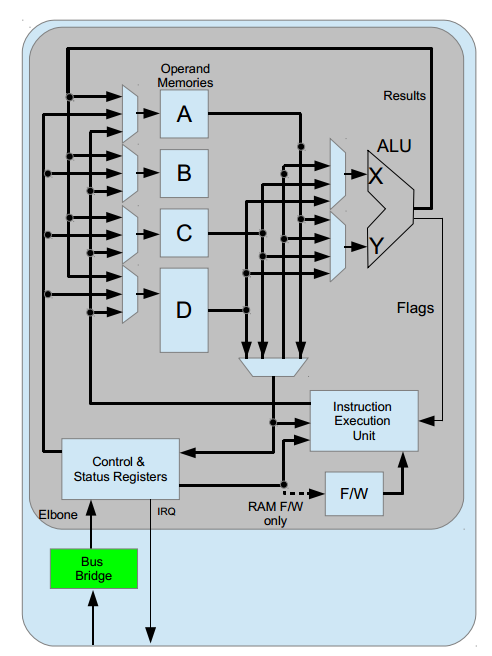 Operand
Memories
A
Results
ALU
B
X
C
Y
D
Flags
Instruction
Execution
Unit
Control &
Status Registers
F/W
RAM F/W
only
Elbone
IRQ
Bus
Bridge